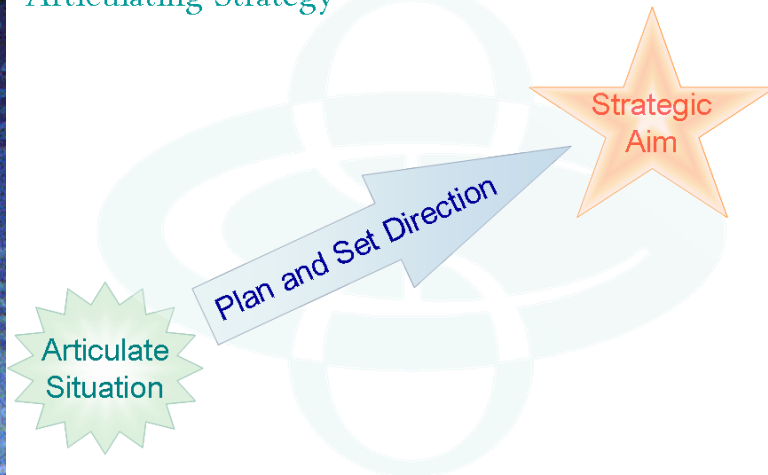 Articulating Strategy
Strategic
Aim
Plan and Set Direction
Articulate
Situation